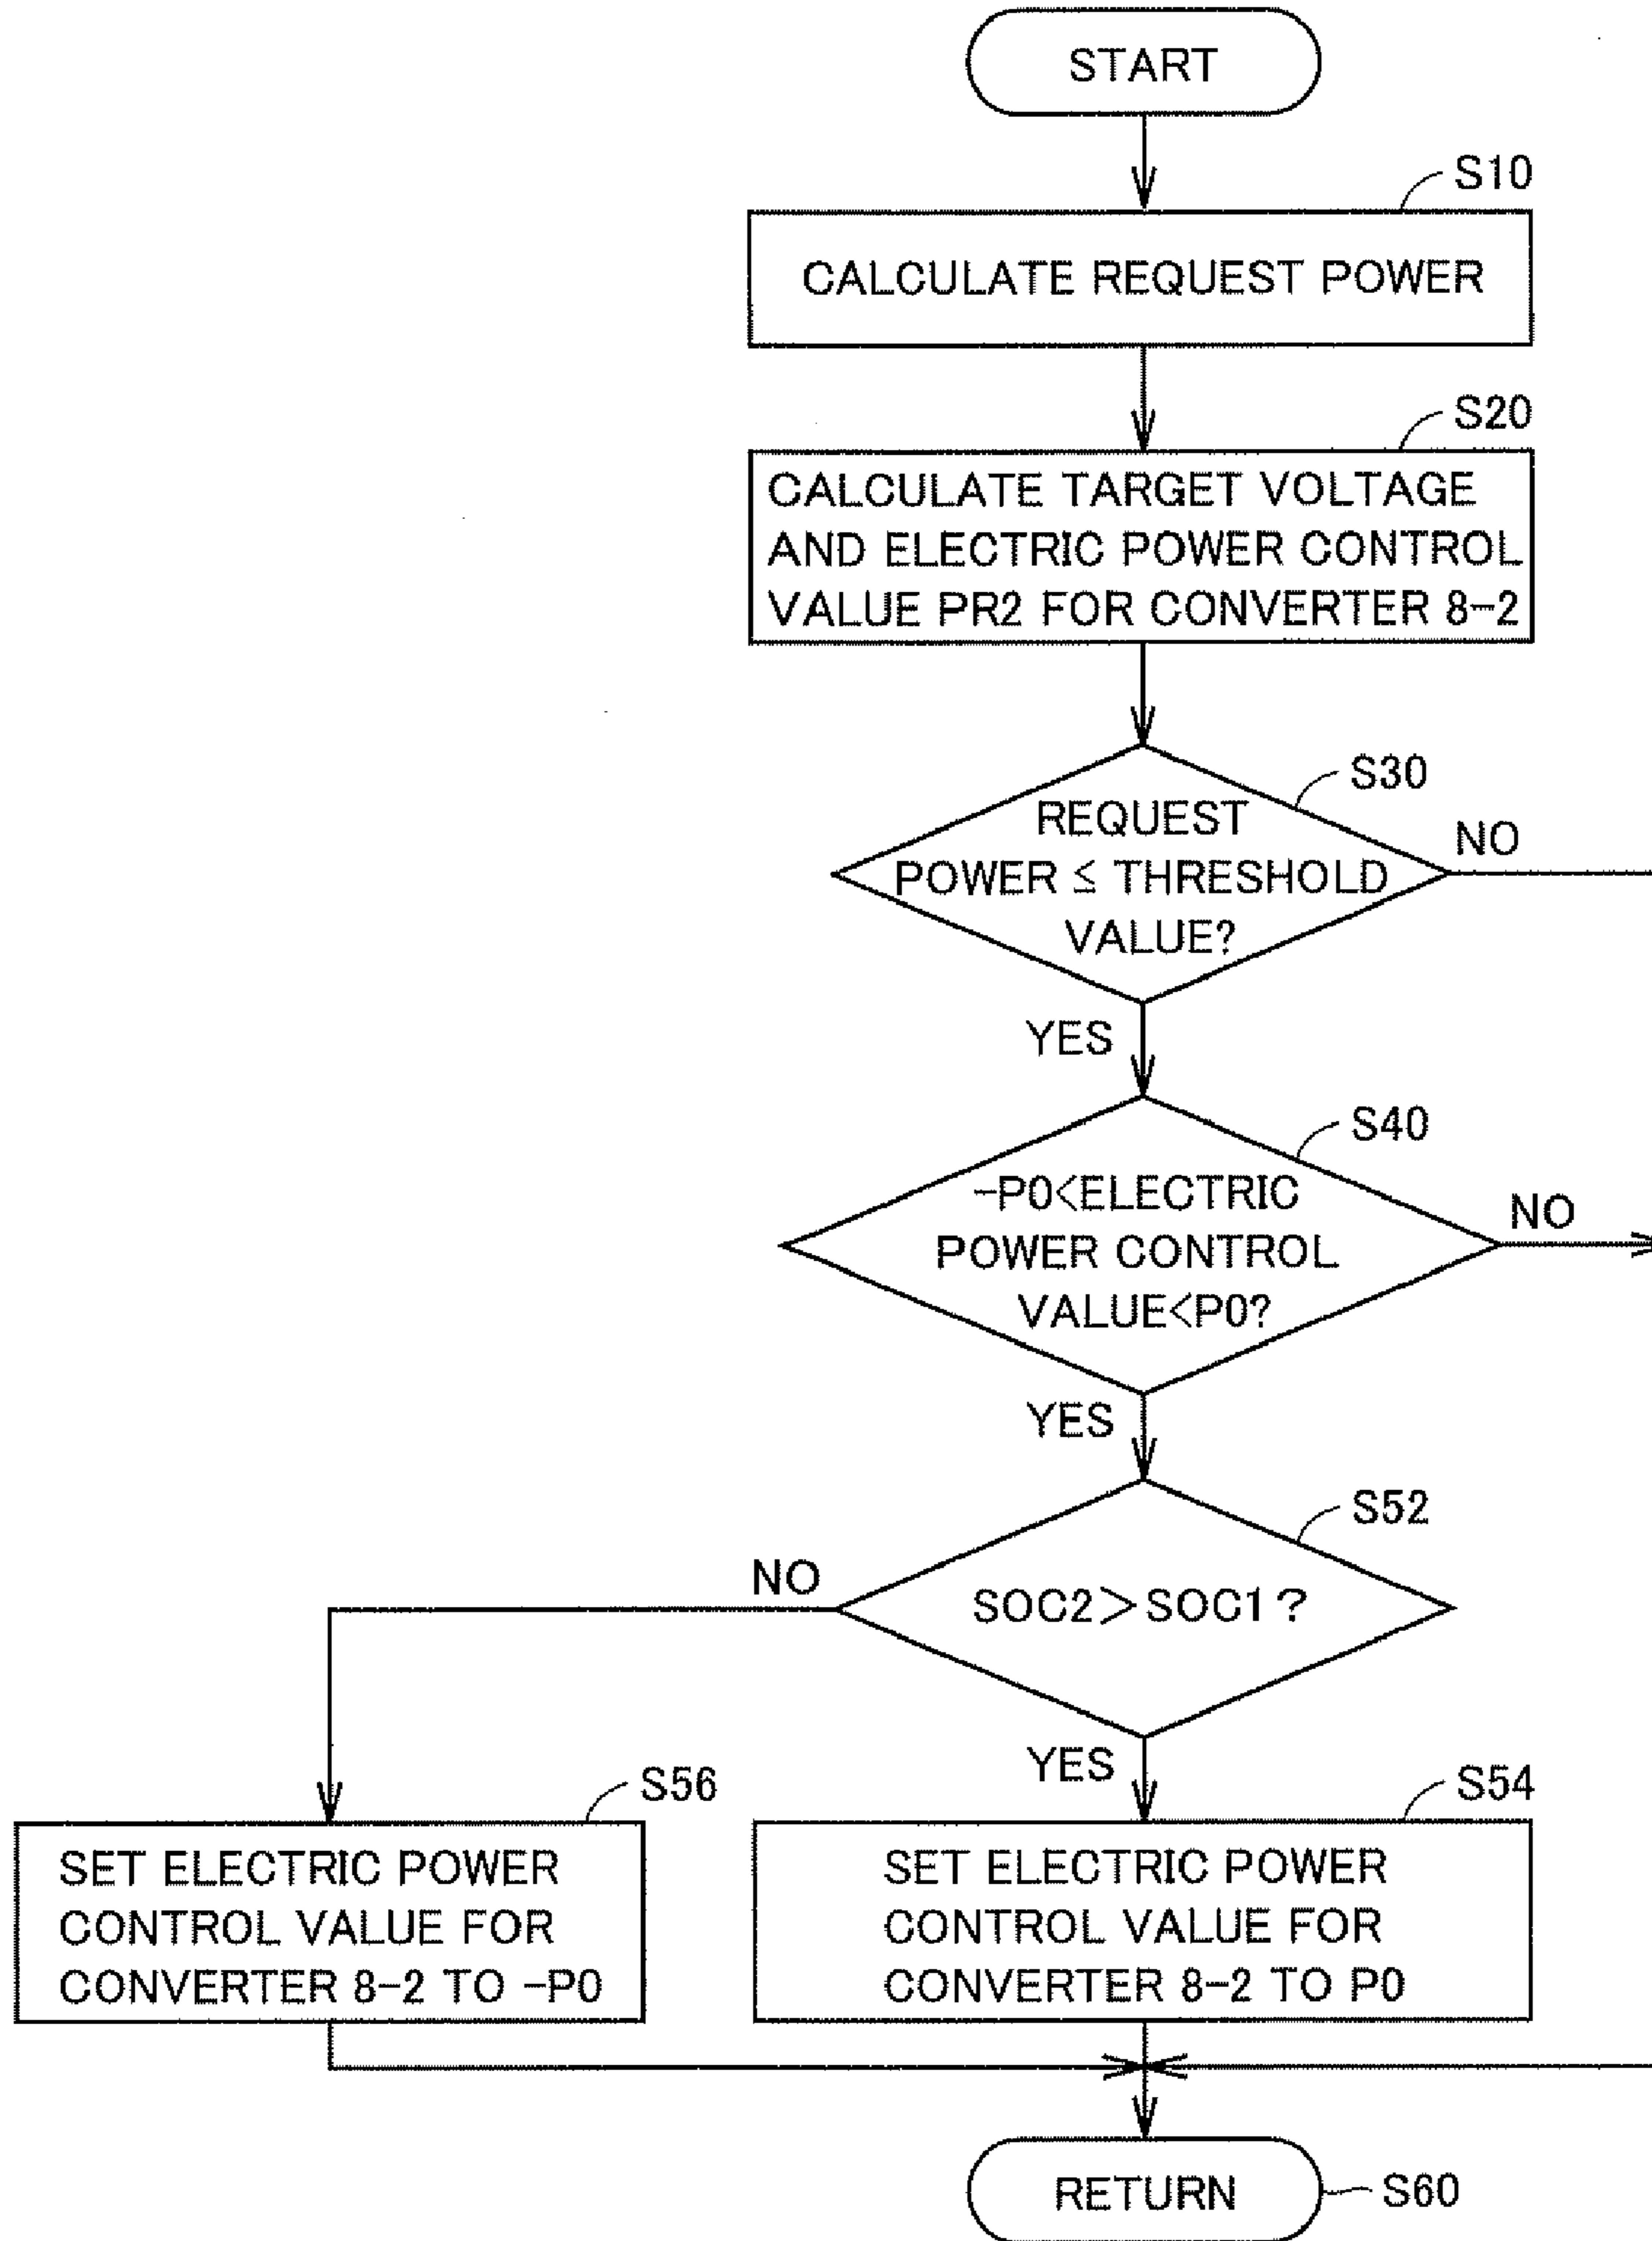 START
S10
CALCULATE REQUEST POWER
S20
CALCULATE TARGET VOLTAGE
AND ELECTRIC POWER CONTROL
VALUE PR2 FOR CONVERTER 8-2
S30
REQUEST
POWER ≦ THRESHOLD
VALUE?
NO
YES
S40
-P0<ELECTRIC
POWER CONTROL
VALUE<P0?
NO
YES
S52
SOC2>SOC1?
NO
YES
S56
SET ELECTRIC POWER
CONTROL VALUE FOR
CONVERTER 8-2 TO -P0
S54
SET ELECTRIC POWER
CONTROL VALUE FOR
CONVERTER 8-2 TO P0
RETURN
S60